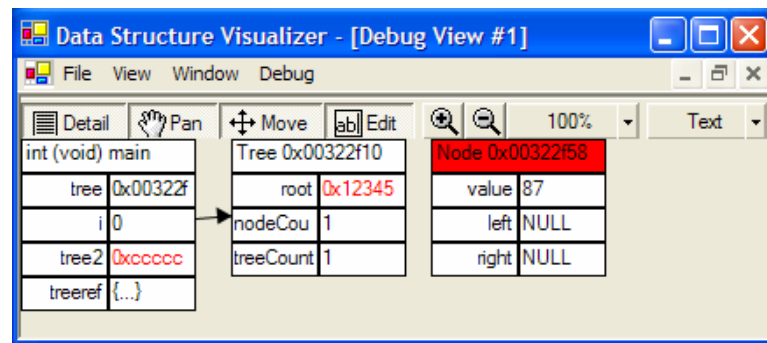 Data Structure Visualizer - [Debug View #1]
File View Window Debug
Detail Pan Move abl Edit 100% Text
int (void) main Tree 0x00322f10 Node 0x00322f58
tree 0x00322f root 0x12345 value 87
i 0 nodeCou 1 left NULL
tree2 0xccccc treeCount 1 right NULL
treeref {...}